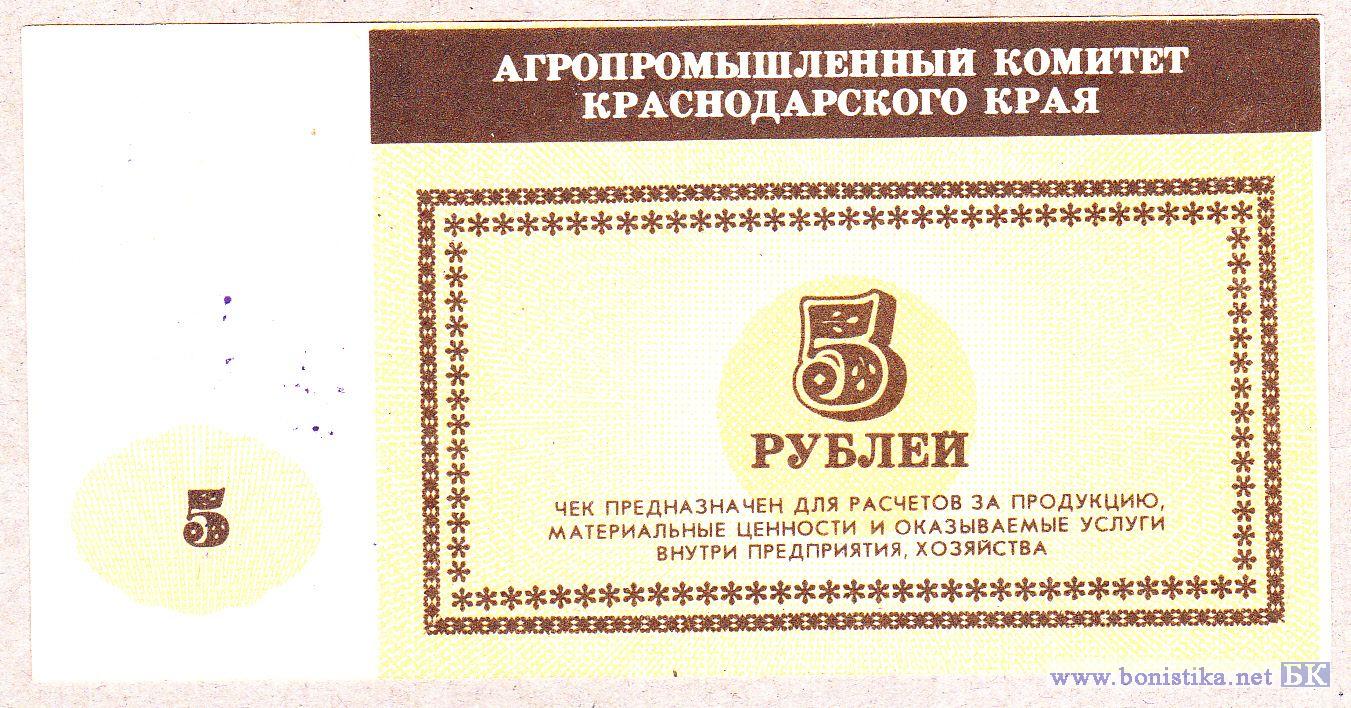 АГРОПРОМЫШЛЕННЫЙ КОМИТЕТ
КРАСНОДАРСКОГО КРАЯ
5
РУБЛЕЙ
ЧЕК ПРЕДНАЗНАЧЕН ДЛЯ РАСЧЕТОВ ЗА ПРОДУКЦИЮ,
МАТЕРИАЛЬНЫЕ ЦЕННОСТИ И ОКАЗЫВАЕМЫЕ УСЛУГИ
ВНУТРИ ПРЕДПРИЯТИЯ, ХОЗЯЙСТВА
5
www.bonistika.net БК